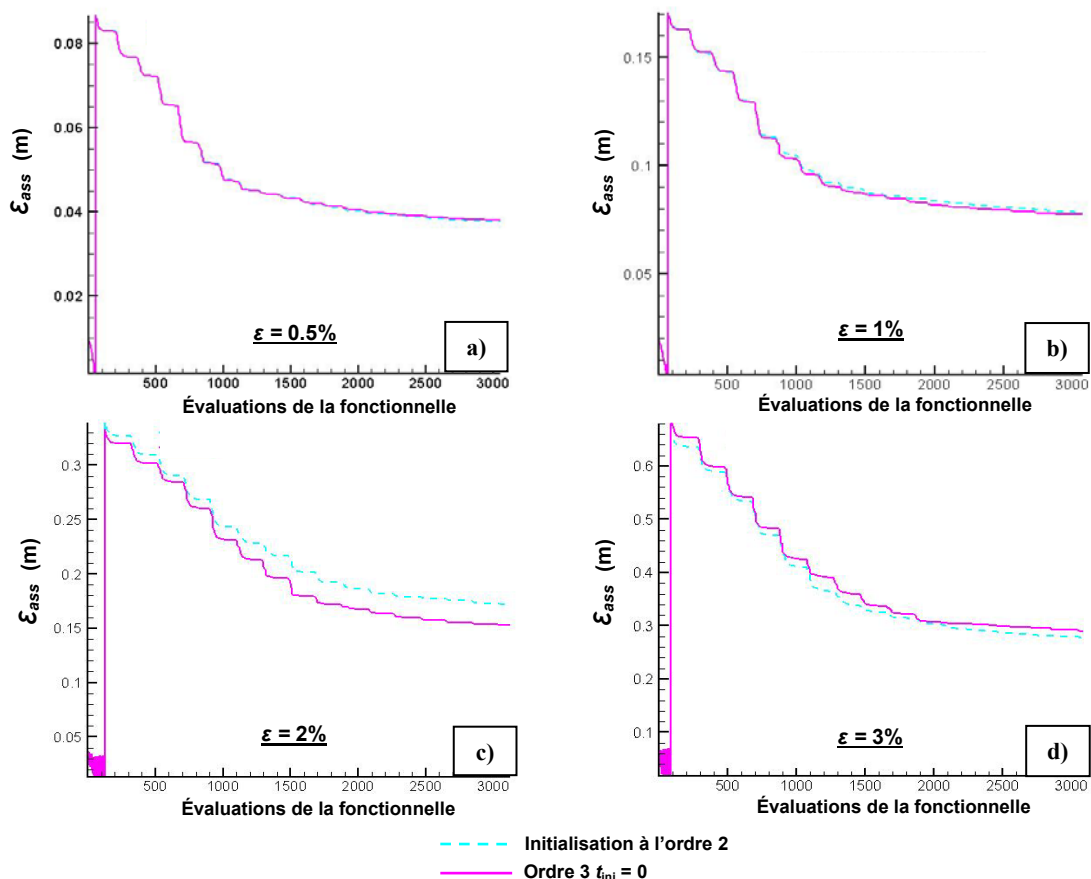 0.08
0.06
0.04
0.02
ε_ass (m)
ε = 0.5%
a)
500 1000 1500 2000 2500 3000
Évaluations de la fonctionnelle
0.15
0.1
0.05
ε_ass (m)
ε = 1%
b)
500 1000 1500 2000 2500 3000
Évaluations de la fonctionnelle
0.3
0.25
0.2
0.15
0.1
0.05
ε_ass (m)
ε = 2%
c)
500 1000 1500 2000 2500 3000
Évaluations de la fonctionnelle
0.6
0.5
0.4
0.3
0.2
0.1
ε_ass (m)
ε = 3%
d)
500 1000 1500 2000 2500 3000
Évaluations de la fonctionnelle
Initialisation à l’ordre 2
Ordre 3 t_ini = 0